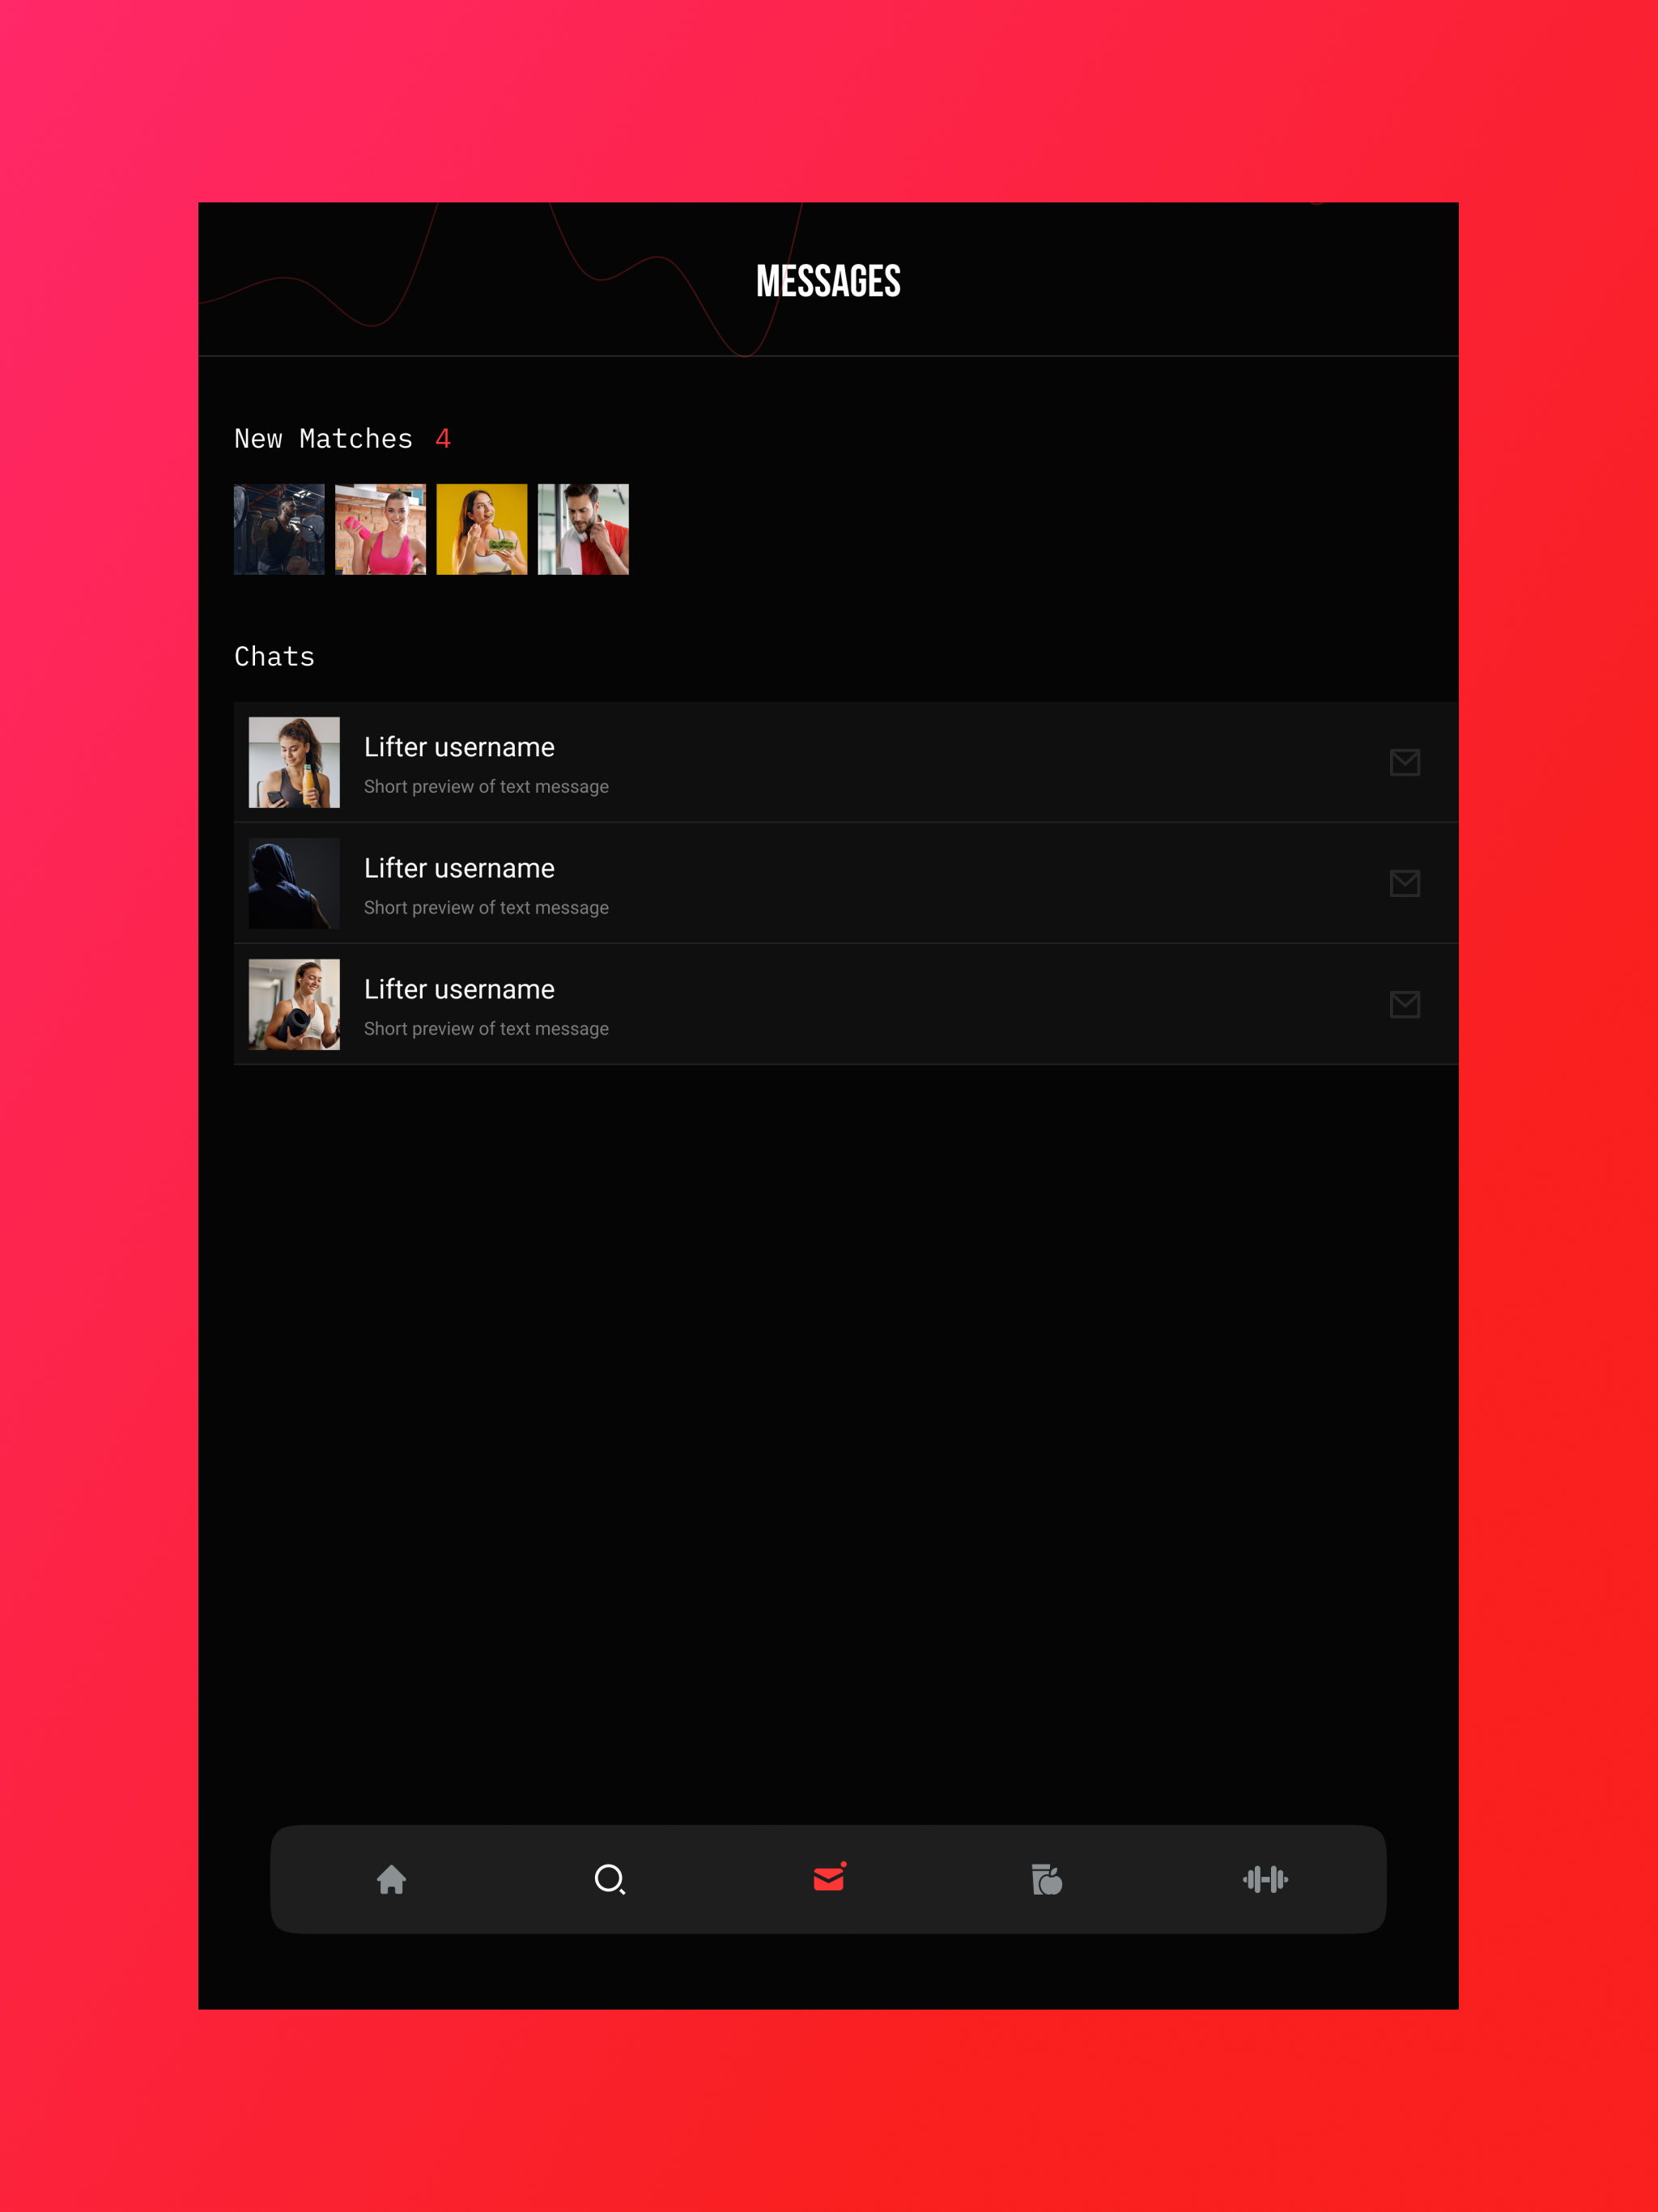 MESSAGES
New Matches 4
Chats
Lifter username
Short preview of text message
Lifter username
Short preview of text message
Lifter username
Short preview of text message